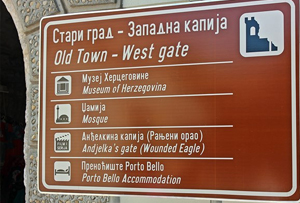 Стари град - Западна капија
Old Town - West gate
Музеј Херцеговине
Museum of Herzegovina
Џамија
Mosque
Анђелкина капија (Рањени орао)
Andjelka's gate (Wounded Eagle)
Преноћиште Porto Bello
Porto Bello Accommodation